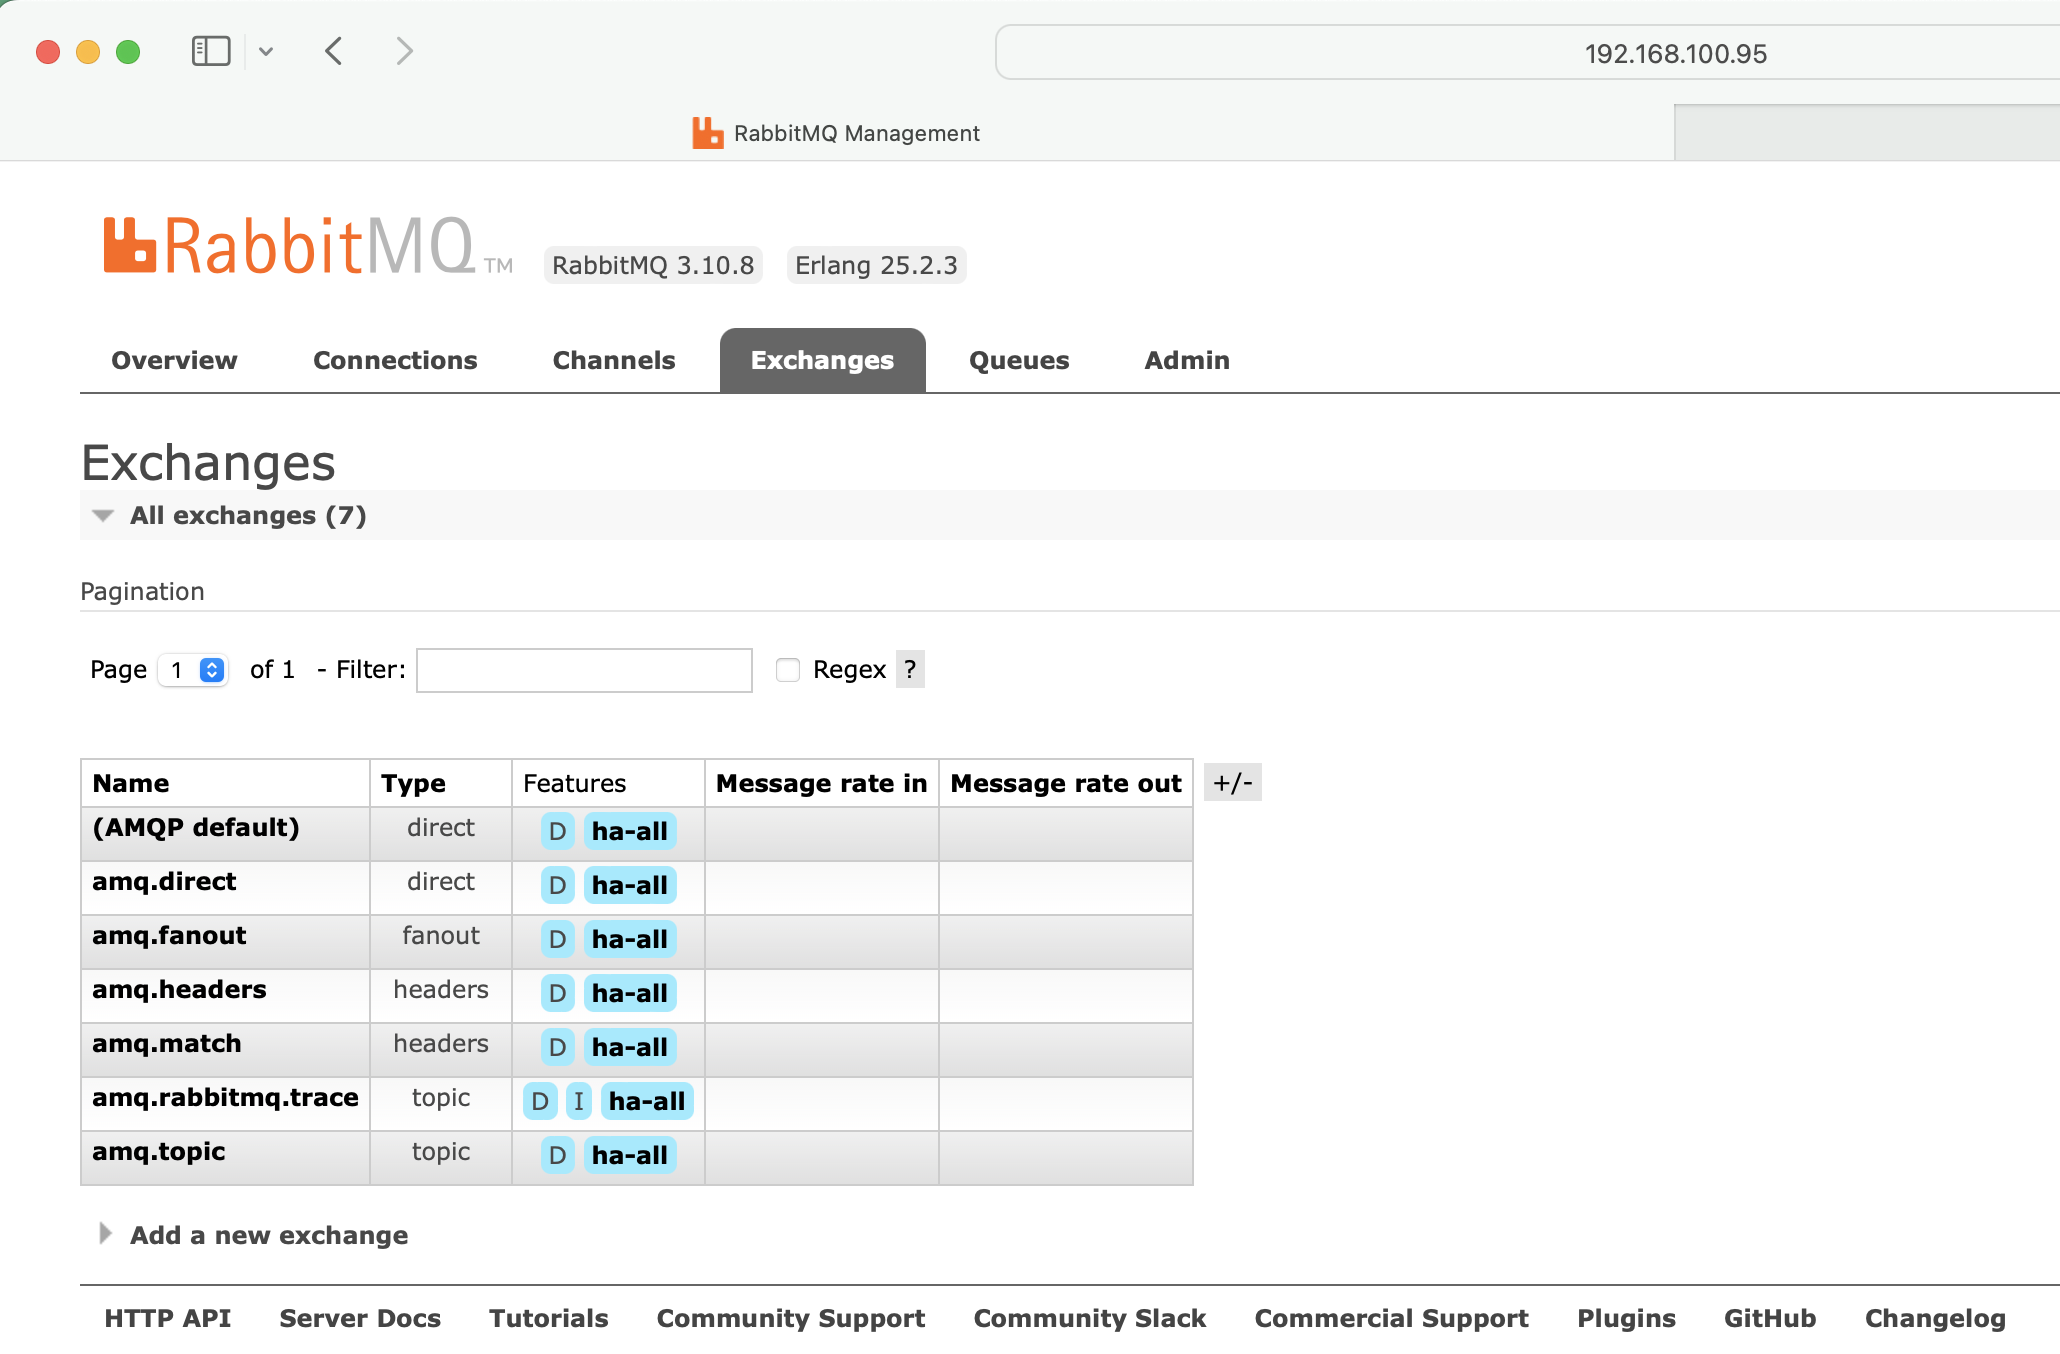 192.168.100.95
RabbitMQ Management
RabbitMQ TM RabbitMQ 3.10.8 Erlang 25.2.3
Overview Connections Channels Exchanges Queues Admin
Exchanges
All exchanges (7)
Pagination
Page 1 of 1 - Filter: Regex ?
Name Type Features Message rate in Message rate out +/-
(AMQP default) direct D ha-all
amq.direct direct D ha-all
amq.fanout fanout D ha-all
amq.headers headers D ha-all
amq.match headers D ha-all
amq.rabbitmq.trace topic D I ha-all
amq.topic topic D ha-all
Add a new exchange
HTTP API Server Docs Tutorials Community Support Community Slack Commercial Support Plugins GitHub Changelog